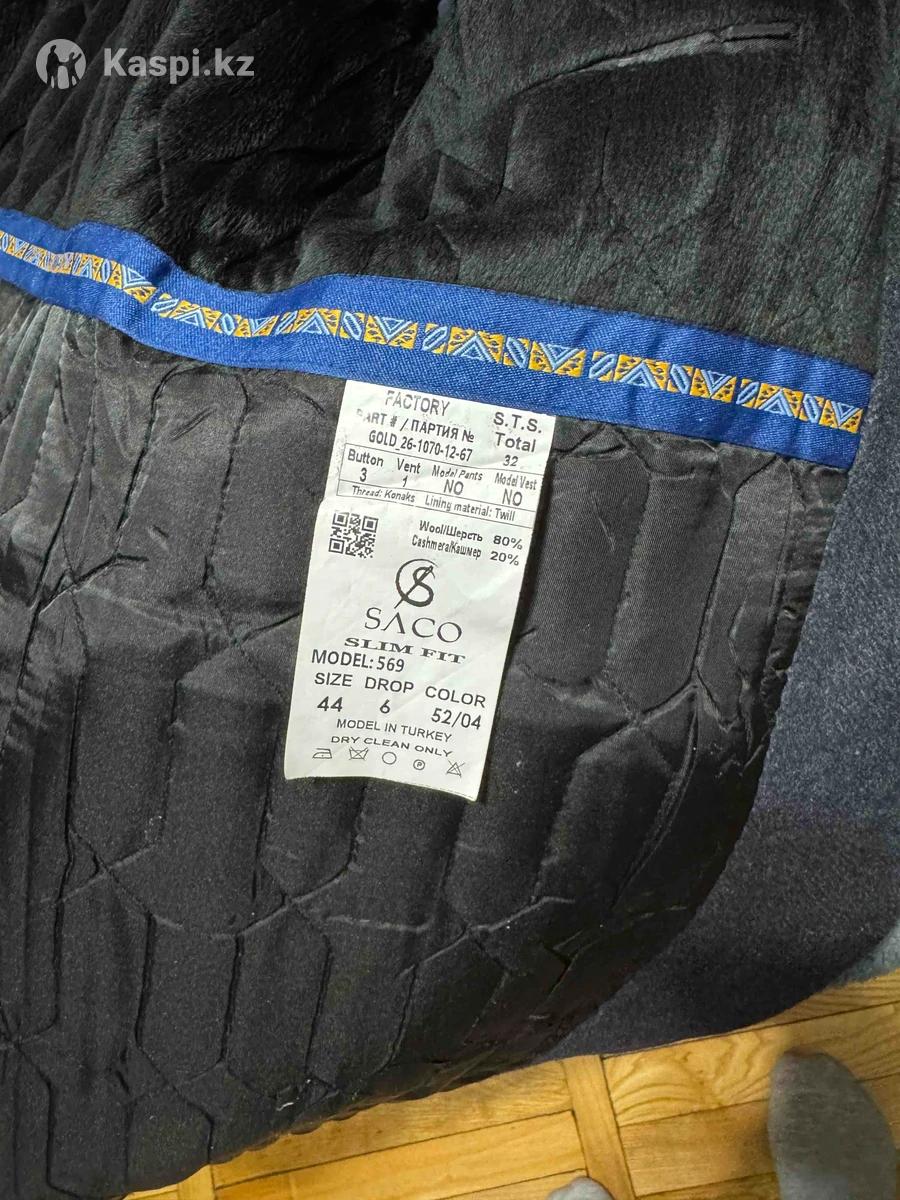 Kaspi.kz
FACTORY S.T.S.
PART # / ПАРТИЯ № Total
GOLD_26-1070-12-67 32
Button Vent Model Pants Model Vest
3 1 NO NO
Thread: Konaks Lining material: Twill
Wool/Шерсть 80%
Cashmera/Кашмер 20%
SACO
SLIM FIT
MODEL: 569
SIZE DROP COLOR
44 6 52/04
MODEL IN TURKEY
DRY CLEAN ONLY
P